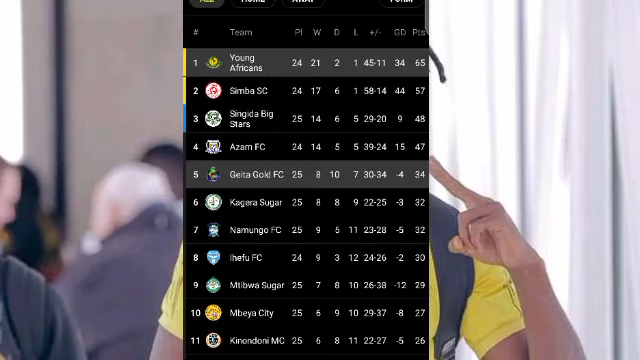 ALL HOME AWAY FORM
# Team Pl W D L +/- GD Pts
1 Young Africans 24 21 2 1 45-11 34 65
2 Simba SC 24 17 6 1 58-14 44 57
3 Singida Big Stars 25 14 6 5 29-20 9 48
4 Azam FC 24 14 5 5 39-24 15 47
5 Geita Gold FC 25 8 10 7 30-34 -4 34
6 Kagera Sugar 25 8 8 9 22-25 -3 32
7 Namungo FC 25 9 5 11 23-28 -5 32
8 Ihefu FC 24 9 3 12 24-26 -2 30
9 Mtibwa Sugar 25 7 8 10 26-38 -12 29
10 Mbeya City 25 6 9 10 29-37 -8 27
11 Kinondoni MC 25 6 8 11 22-27 -5 26